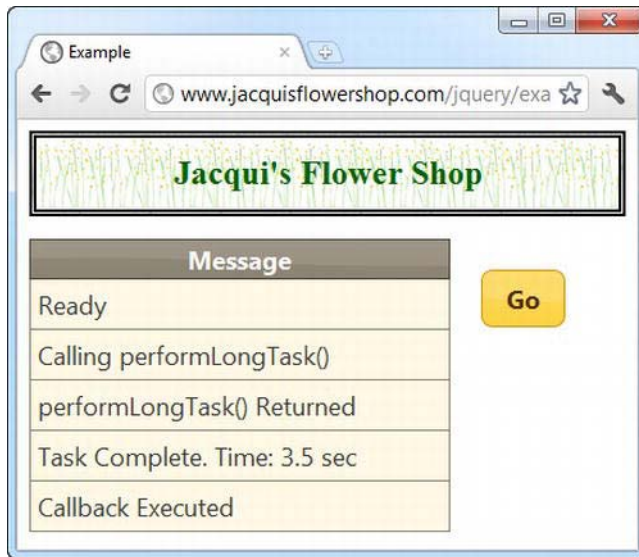 Example
www.jacquisflowershop.com/jquery/exa
Jacqui's Flower Shop
Message
Ready
Go
Calling performLongTask()
performLongTask() Returned
Task Complete. Time: 3.5 sec
Callback Executed